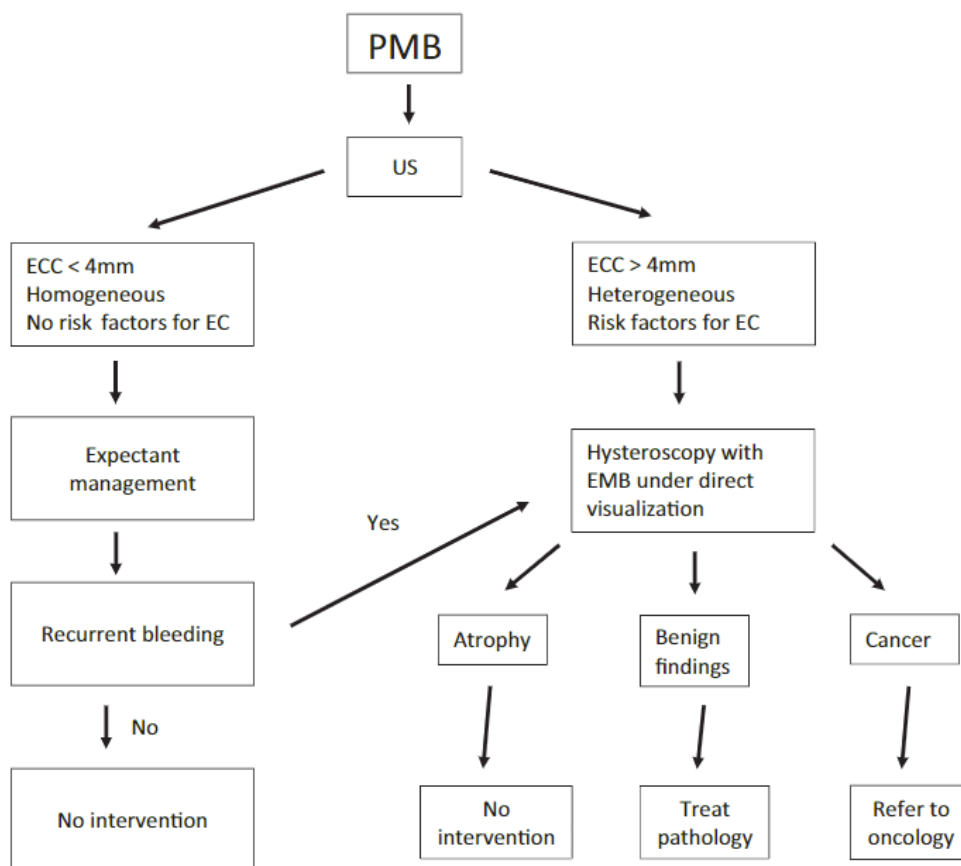 PMB
US
ECC < 4mm
Homogeneous
No risk factors for EC
ECC > 4mm
Heterogeneous
Risk factors for EC
Expectant
management
Hysteroscopy with
EMB under direct
visualization
Yes
Recurrent bleeding
Atrophy
Benign
findings
Cancer
No
No intervention
No
intervention
Treat
pathology
Refer to
oncology